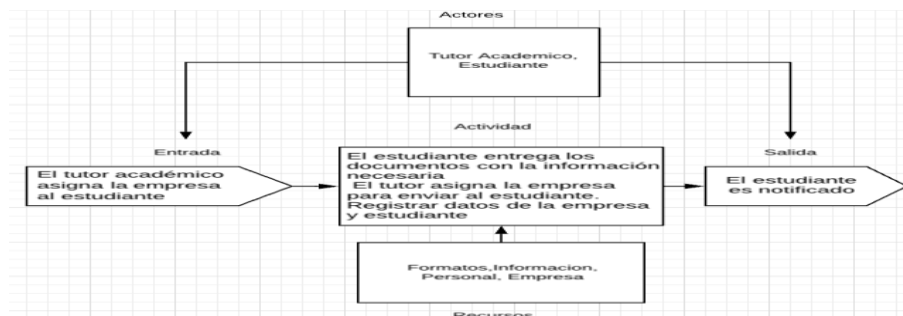 Actores
Tutor Academico,
Estudiante
Actividad
Entrada
El tutor académico
asigna la empresa
al estudiante
El estudiante entrega los
documentos con la información
necesaria
El tutor asigna la empresa
para enviar al estudiante.
Registrar datos de la empresa
y estudiante
Salida
El estudiante
es notificado
Formatos,Informacion,
Personal, Empresa
Recursos